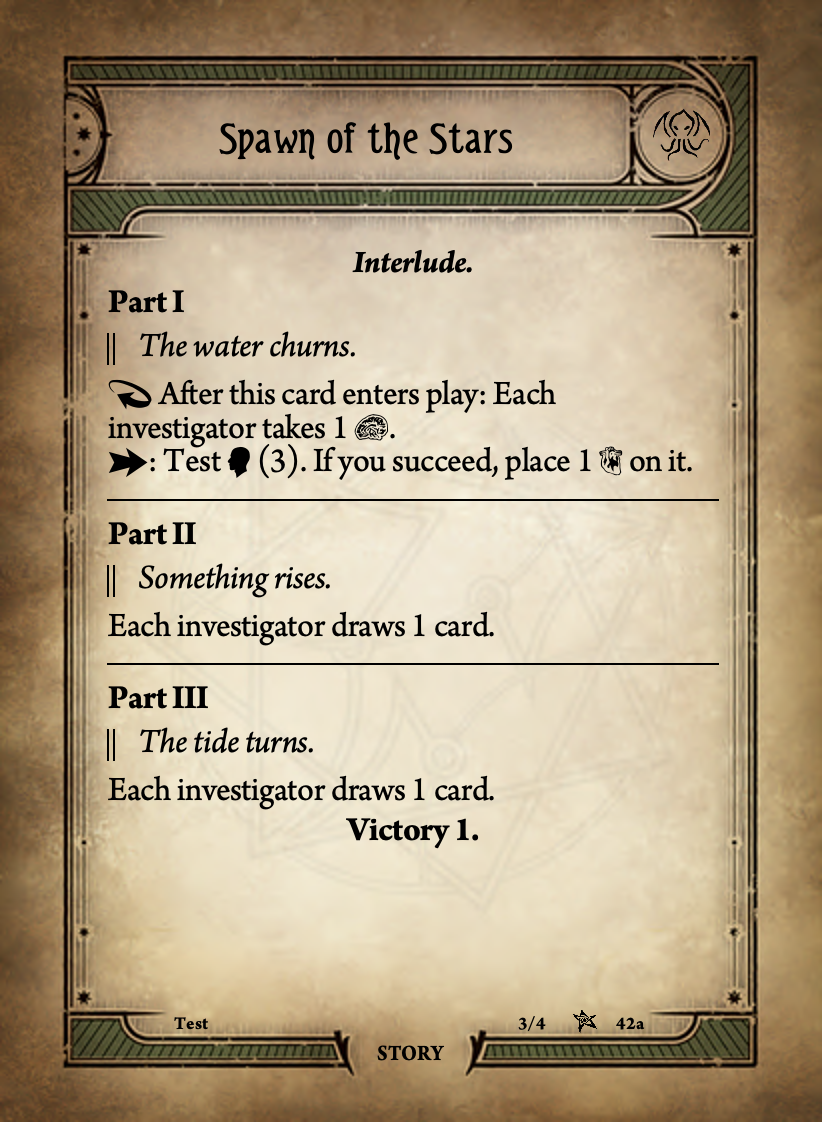 Spawn of the Stars
Interlude.
Part I
The water churns.
After this card enters play: Each
investigator takes 1 .
: Test (3). If you succeed, place 1 on it.
Part II
Something rises.
Each investigator draws 1 card.
Part III
The tide turns.
Each investigator draws 1 card.
Victory 1.
Test 3/4 42a
STORY